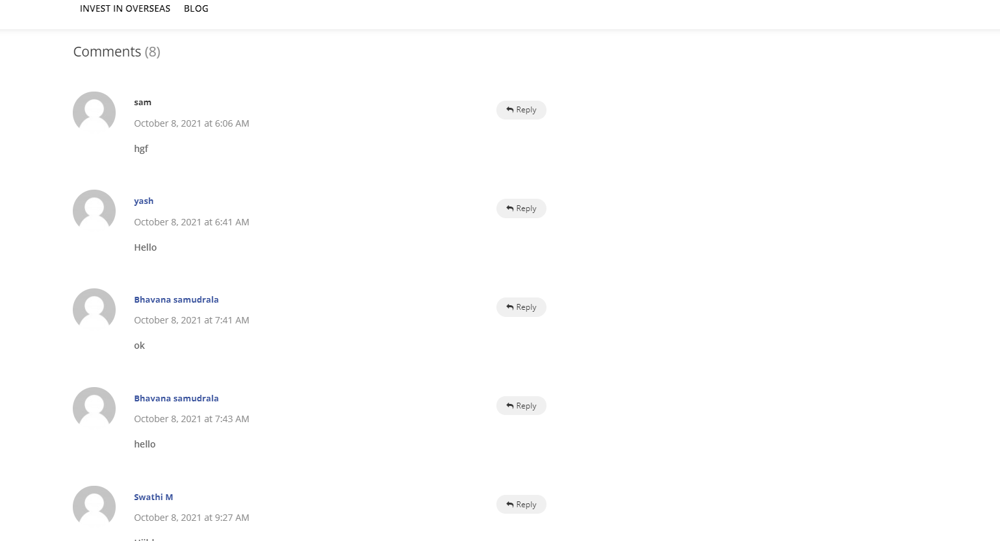 INVEST IN OVERSEAS BLOG
Comments (8)
sam
Reply
October 8, 2021 at 6:06 AM
hgf
yash
Reply
October 8, 2021 at 6:41 AM
Hello
Bhavana samudrala
Reply
October 8, 2021 at 7:41 AM
ok
Bhavana samudrala
Reply
October 8, 2021 at 7:43 AM
hello
Swathi M
Reply
October 8, 2021 at 9:27 AM